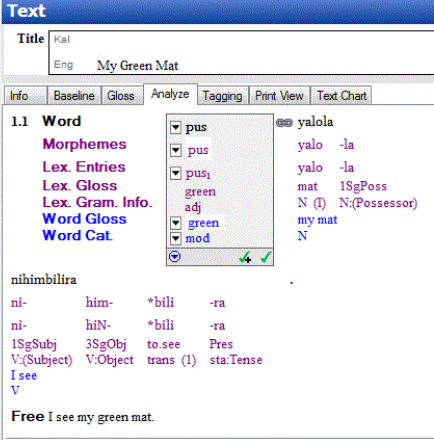 Text
Title Kal
Eng My Green Mat
Info Baseline Gloss Analyze Tagging Print View Text Chart
1.1 Word pus yalola
Morphemes pus yalo -la
Lex. Entries pus1 yalo -la
Lex. Gloss green mat 1SgPoss
Lex. Gram. Info. adj N (I) N:(Possessor)
Word Gloss green my mat
Word Cat. mod N
nihimbilira .
ni- him- *bili -ra
ni- hiN- *bili -ra
1SgSubj 3SgObj to.see Pres
V:(Subject) V:Object trans (1) sta:Tense
I see
V
Free I see my green mat.